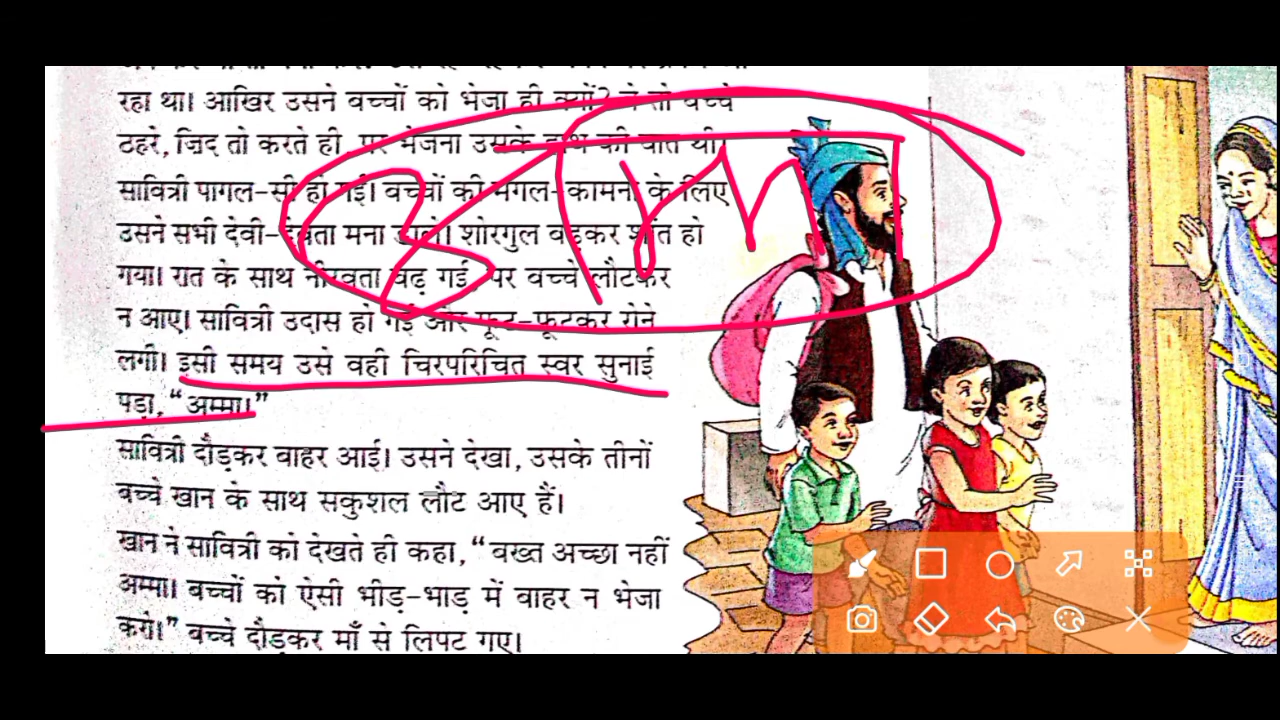 रहा था। आखिर उसने बच्चों को भेजा ही क्यों? वे तो बच्चे
ठहरे, ज़िद तो करते ही पर भेजना उसके हाथ की बात थी।
सावित्री पागल-सी हो गई। बच्चों की मंगल-कामना के लिए
उसने सभी देवी-देवता मना डाले। शोरगुल बढ़कर शांत हो
गया। रात के साथ नीरवता बढ़ गई पर बच्चे लौटकर
न आए। सावित्री उदास हो गई और फूट-फूटकर रोने
लगी। इसी समय उसे वही चिरपरिचित स्वर सुनाई
पड़ा, “अम्मा।”
सावित्री दौड़कर बाहर आई। उसने देखा, उसके तीनों
बच्चे खान के साथ सकुशल लौट आए हैं।
खान ने सावित्री को देखते ही कहा, “वख्त अच्छा नहीं
अम्मा। बच्चों को ऐसी भीड़-भाड़ में बाहर न भेजा
करो।” बच्चे दौड़कर माँ से लिपट गए।